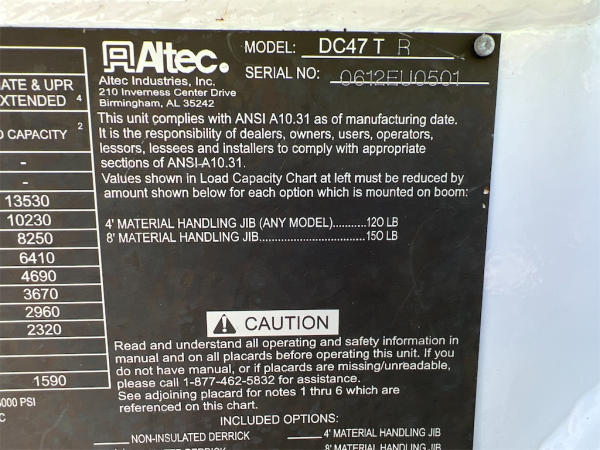 Altec.
MODEL: DC47 T R
Altec Industries, Inc.
210 Inverness Center Drive
Birmingham, AL 35242
SERIAL NO: 0612EU0501
This unit complies with ANSI A10.31 as of manufacturing date.
It is the responsibility of dealers, owners, users, operators,
lessors, lessees and installers to comply with appropriate
sections of ANSI-A10.31.
Values shown in Load Capacity Chart at left must be reduced by
amount shown below for each option which is mounted on boom:
4' MATERIAL HANDLING JIB (ANY MODEL)...........120 LB
8' MATERIAL HANDLING JIB...................................150 LB
CAUTION
Read and understand all operating and safety information in
manual and on all placards before operating this unit. If you
do not have manual, or if placards are missing/unreadable,
please call 1-877-462-5832 for assistance.
See adjoining placard for notes 1 thru 6 which are
referenced on this chart.
INCLUDED OPTIONS:
NON-INSULATED DERRICK 4' MATERIAL HANDLING JIB
DERRICK 8' MATERIAL HANDLING JIB
& UPR
EXTENDED 4
CAPACITY 2
-
-
13530
10230
8250
6410
4690
3670
2960
2320
1590
000 PSI
C